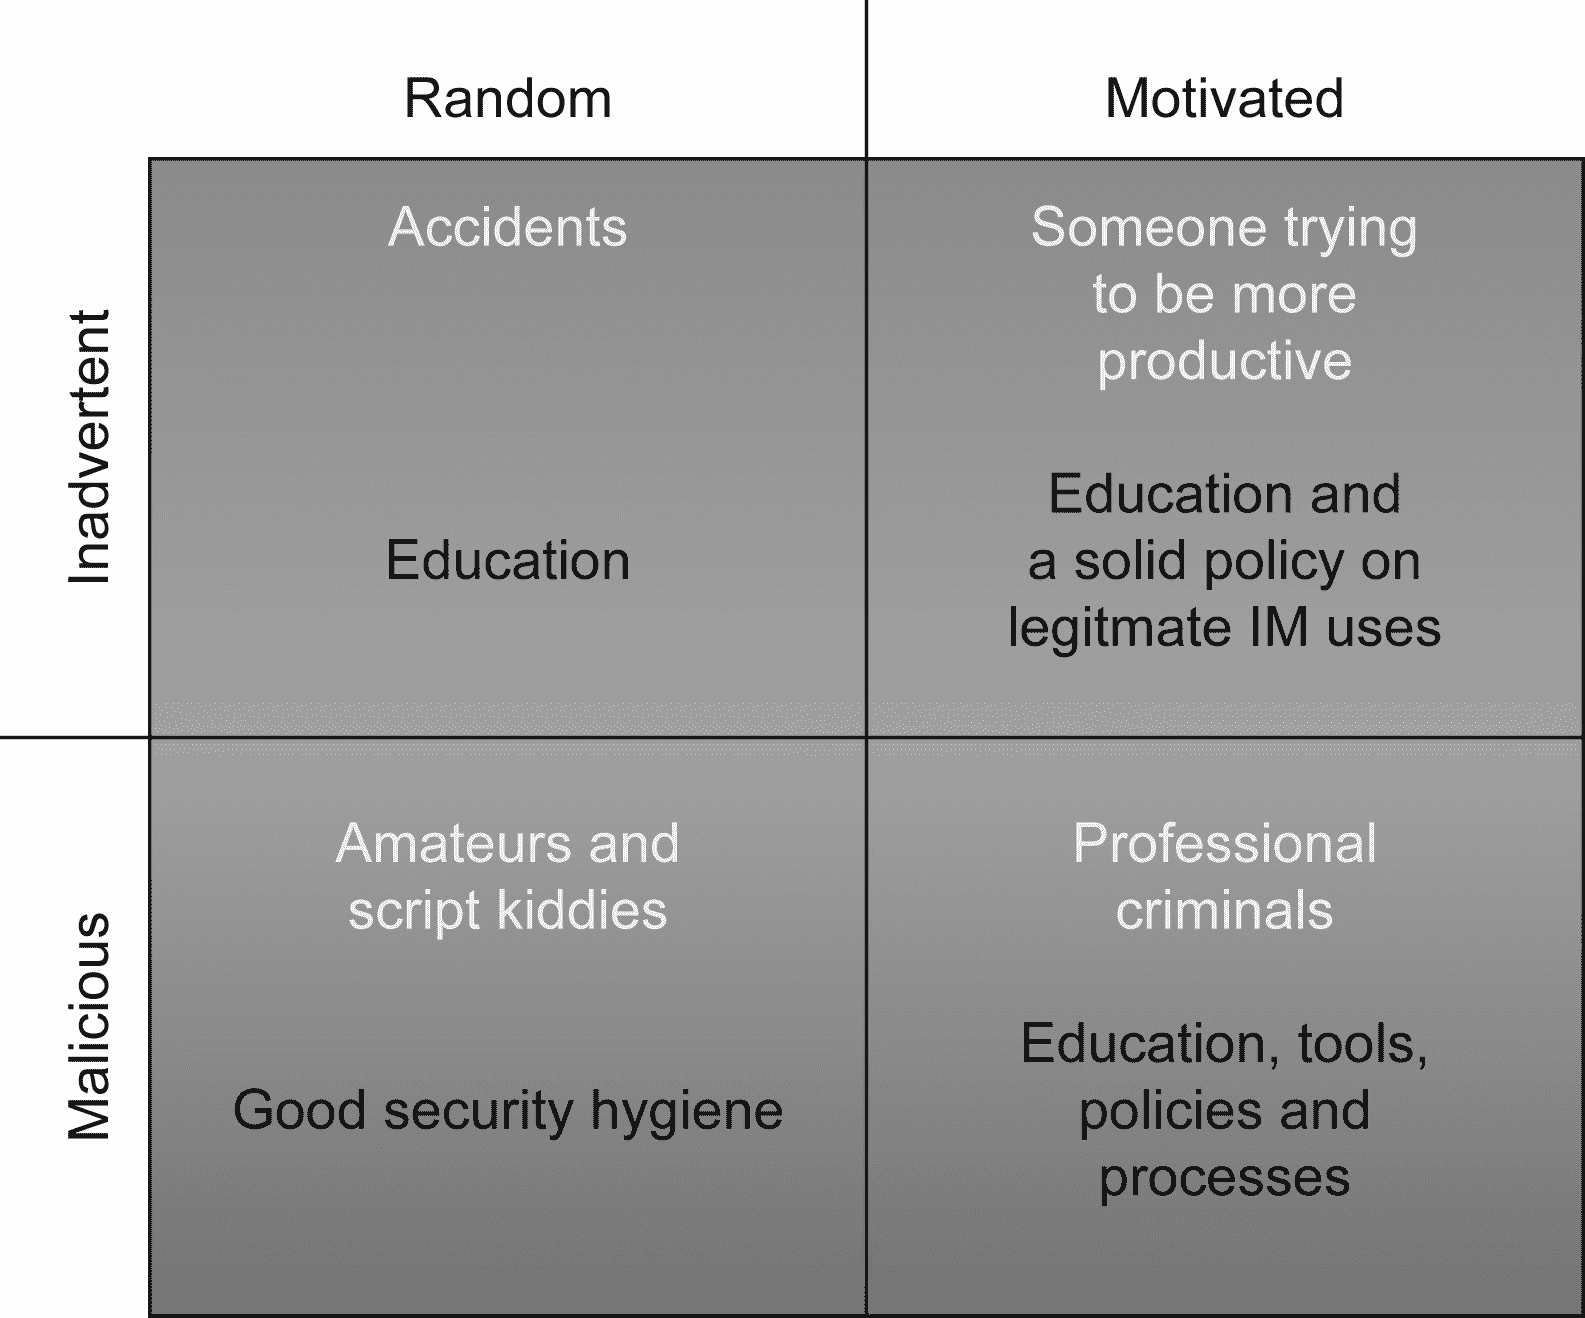 Random
Motivated
Inadvertent
Accidents
Education
Someone trying
to be more
productive
Education and
a solid policy on
legitmate IM uses
Malicious
Amateurs and
script kiddies
Good security hygiene
Professional
criminals
Education, tools,
policies and
processes